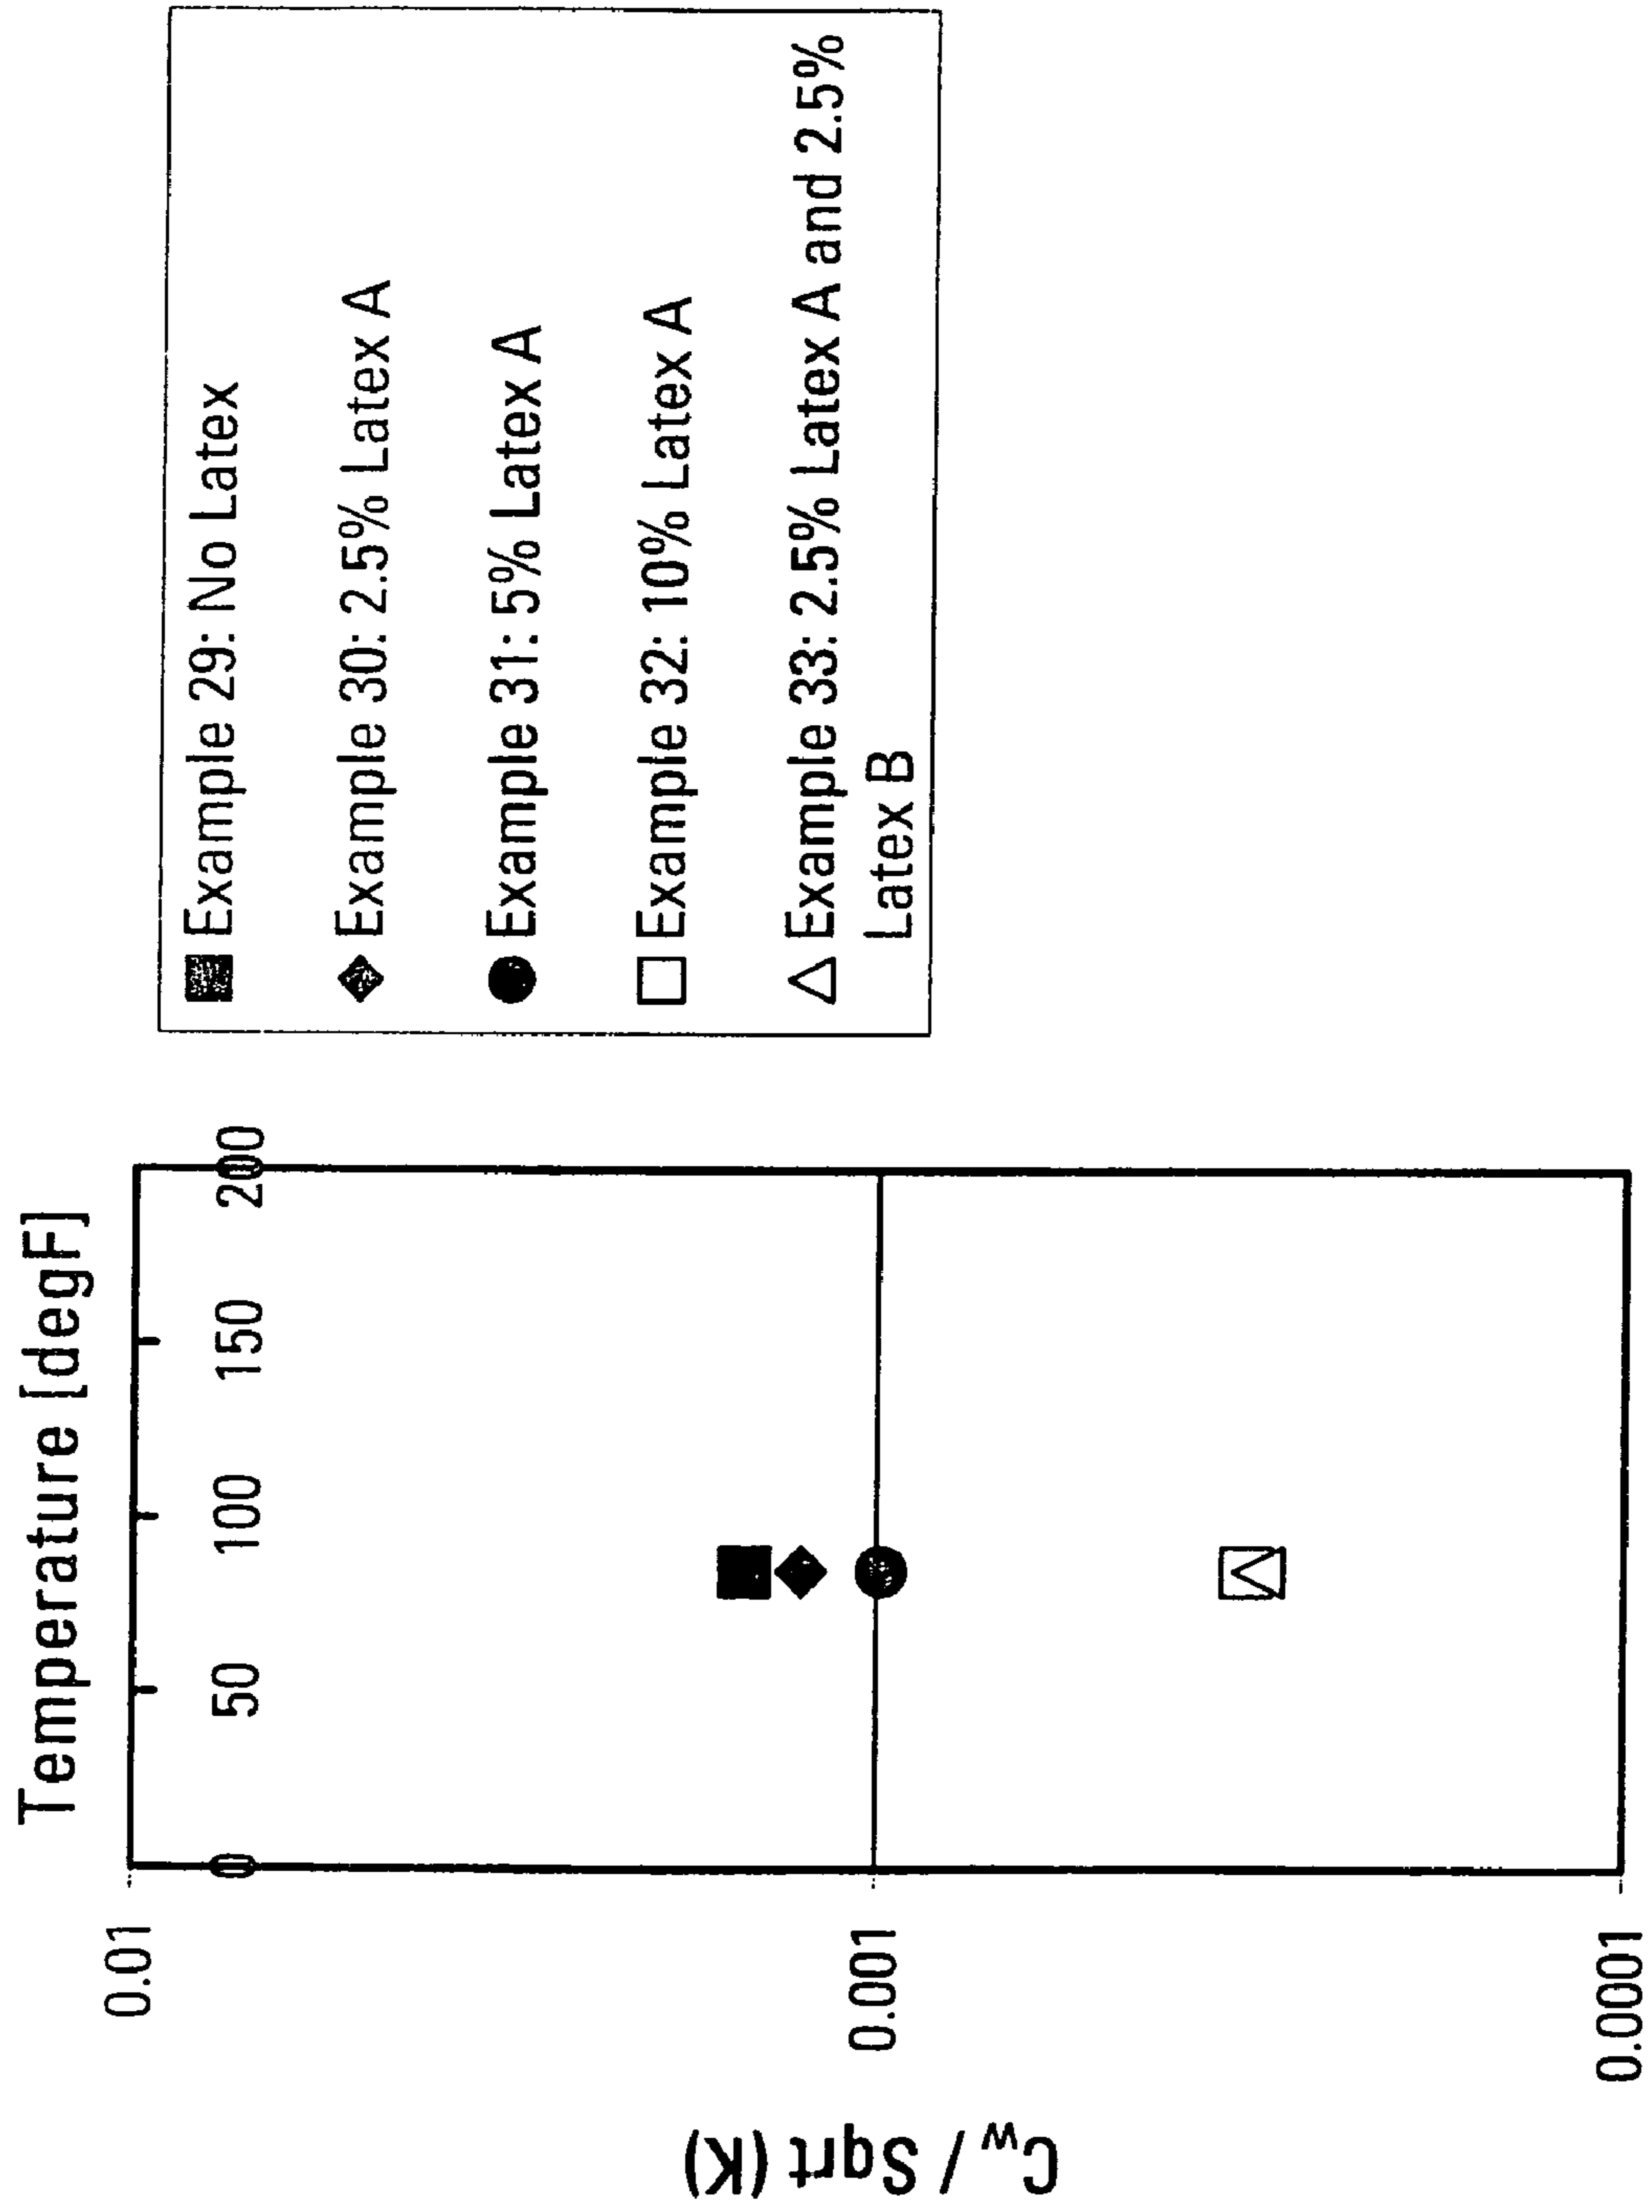 Temperature [degF]
0
50
100
150
200
0.01
0.001
0.0001
C_w / Sqrt (K)
Example 29: No Latex
Example 30: 2.5% Latex A
Example 31: 5% Latex A
Example 32: 10% Latex A
Example 33: 2.5% Latex A and 2.5%
Latex B